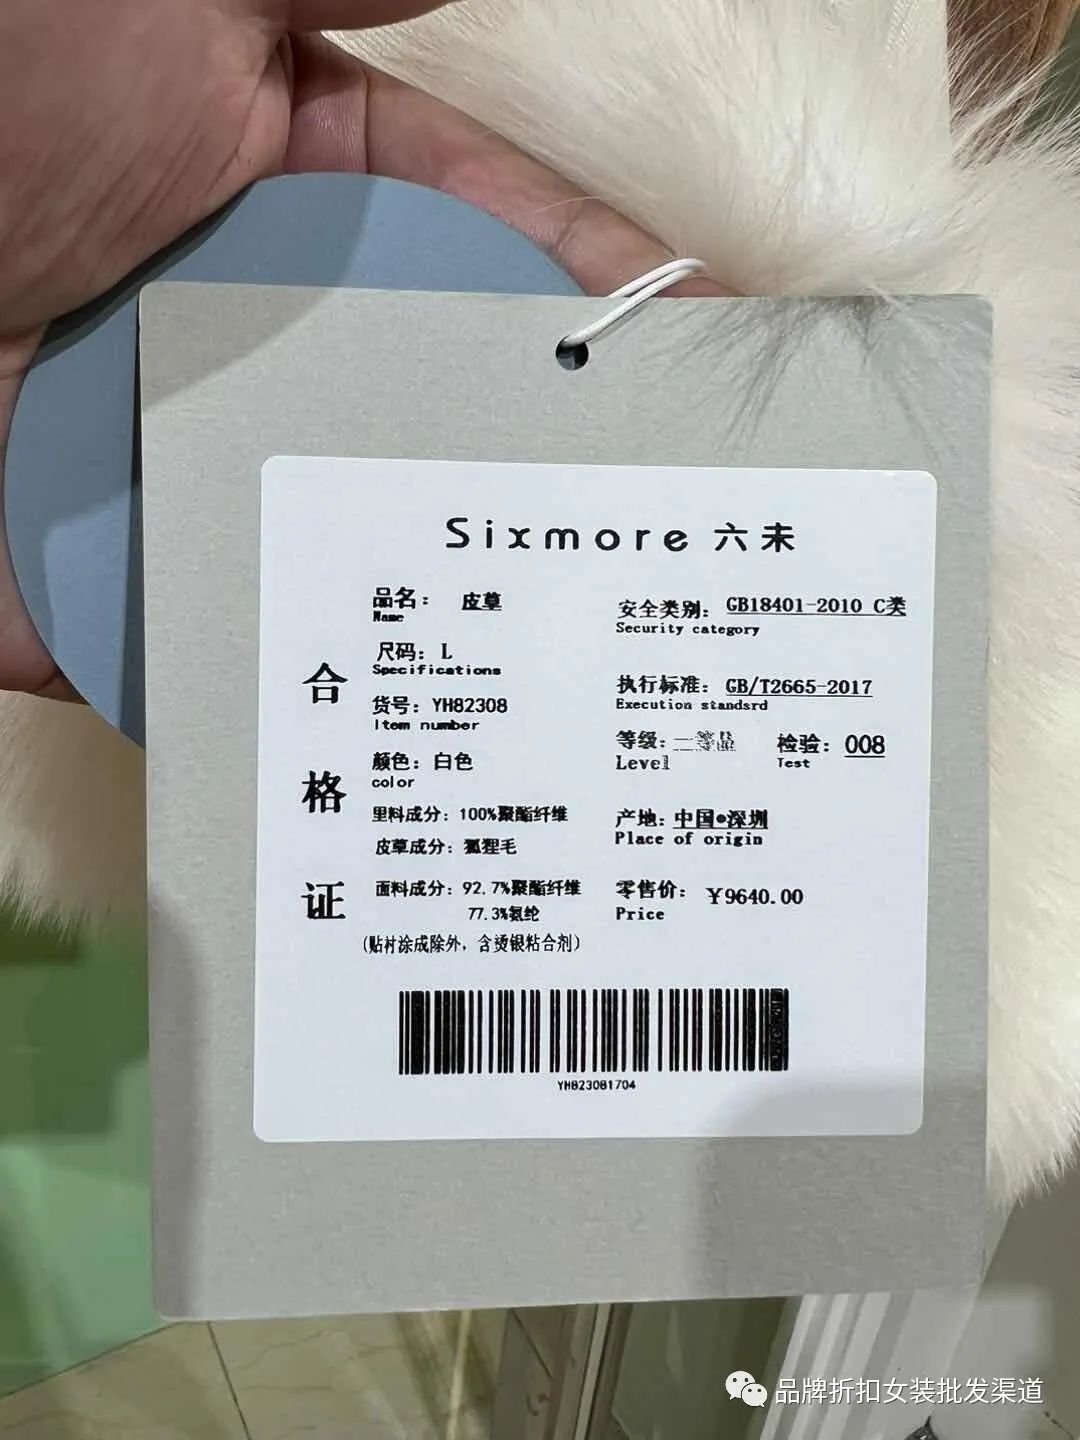 Sixmore 六未
合格证
品名： 皮草
Name
尺码：L
Specifications
货号：YH82308
Item number
颜色：白色
color
里料成分：100%聚酯纤维
皮草成分：狐狸毛
面料成分：92.7%聚酯纤维
77.3%氨纶
(贴衬涂成除外，含烫银粘合剂)
安全类别：GB18401-2010 C类
Security category
执行标准：GB/T2665-2017
Execution standsrd
等级： 检验：008
Level Test
产地：中国●深圳
Place of origin
零售价：￥9640.00
Price
YH823081704
品牌折扣女装批发渠道